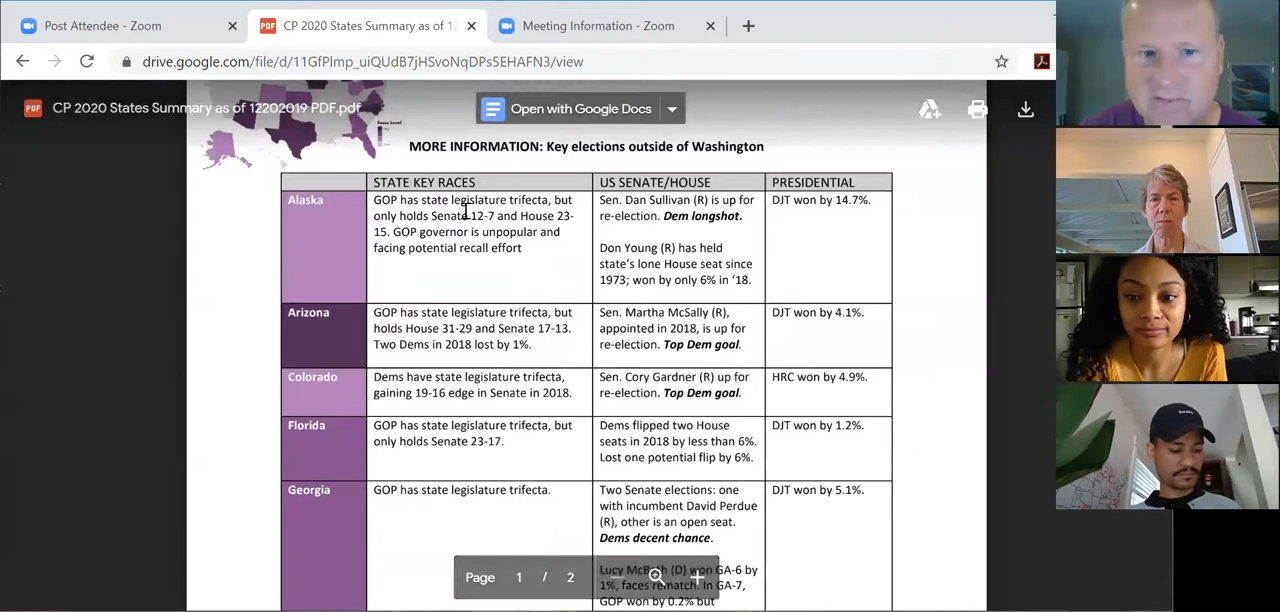 Post Attendee - Zoom
CP 2020 States Summary as of 12
Meeting Information - Zoom
drive.google.com/file/d/11GfPlmp_uiQUdB7jHSvoNqDPs5EHAFN3/view
PDF
CP 2020 States Summary as of 12202019 PDF.pdf
Open with Google Docs
MORE INFORMATION: Key elections outside of Washington
STATE KEY RACES
US SENATE/HOUSE
PRESIDENTIAL
Alaska
GOP has state legislature trifecta, but
only holds Senate 12-7 and House 23-
15. GOP governor is unpopular and
facing potential recall effort
Sen. Dan Sullivan (R) is up for
re-election. Dem longshot.
Don Young (R) has held
state's lone House seat since
1973; won by only 6% in '18.
DJT won by 14.7%.
Arizona
GOP has state legislature trifecta, but
holds House 31-29 and Senate 17-13.
Two Dems in 2018 lost by 1%.
Sen. Martha McSally (R),
appointed in 2018, is up for
re-election. Top Dem goal.
DJT won by 4.1%.
Colorado
Dems have state legislature trifecta,
gaining 19-16 edge in Senate in 2018.
Sen. Cory Gardner (R) up for
re-election. Top Dem goal.
HRC won by 4.9%.
Florida
GOP has state legislature trifecta, but
only holds Senate 23-17.
Dems flipped two House
seats in 2018 by less than 6%.
Lost one potential flip by 6%.
DJT won by 1.2%.
Georgia
GOP has state legislature trifecta.
Two Senate elections: one
with incumbent David Perdue
(R), other is an open seat.
Dems decent chance.
Lucy McBath (D) won GA-6 by
1%, faces rematch. In GA-7,
GOP won by 0.2% but
DJT won by 5.1%.
Page 1 / 2